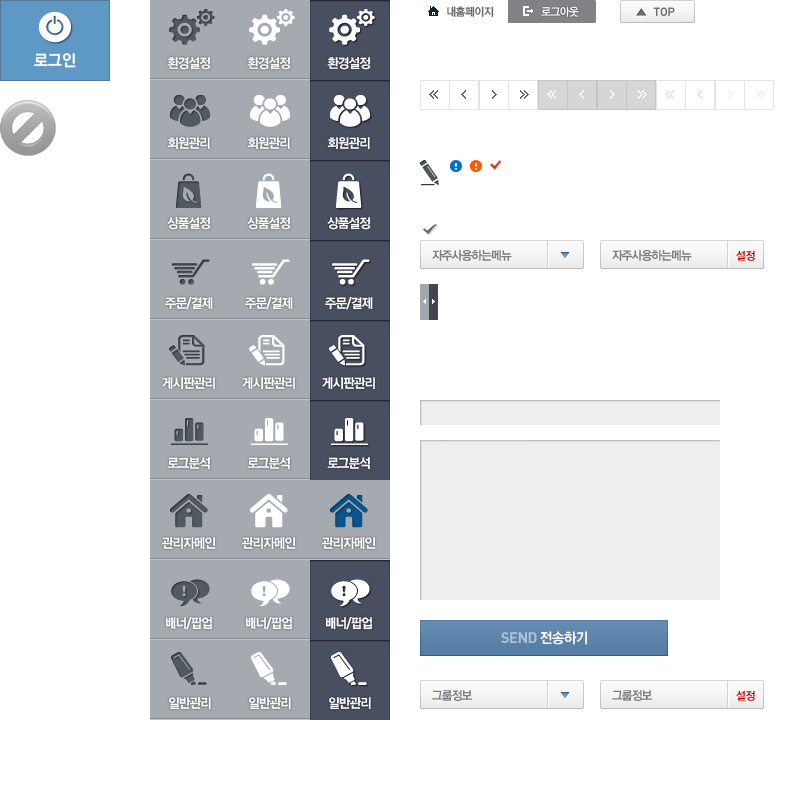 로그인
환경설정 환경설정 환경설정
회원관리 회원관리 회원관리
상품설정 상품설정 상품설정
주문/결제 주문/결제 주문/결제
게시판관리 게시판관리 게시판관리
로그분석 로그분석 로그분석
관리자메인 관리자메인 관리자메인
배너/팝업 배너/팝업 배너/팝업
일반관리 일반관리 일반관리
내홈페이지 로그아웃 TOP
자주사용하는메뉴 자주사용하는메뉴 설정
SEND 전송하기
그룹정보 그룹정보 설정